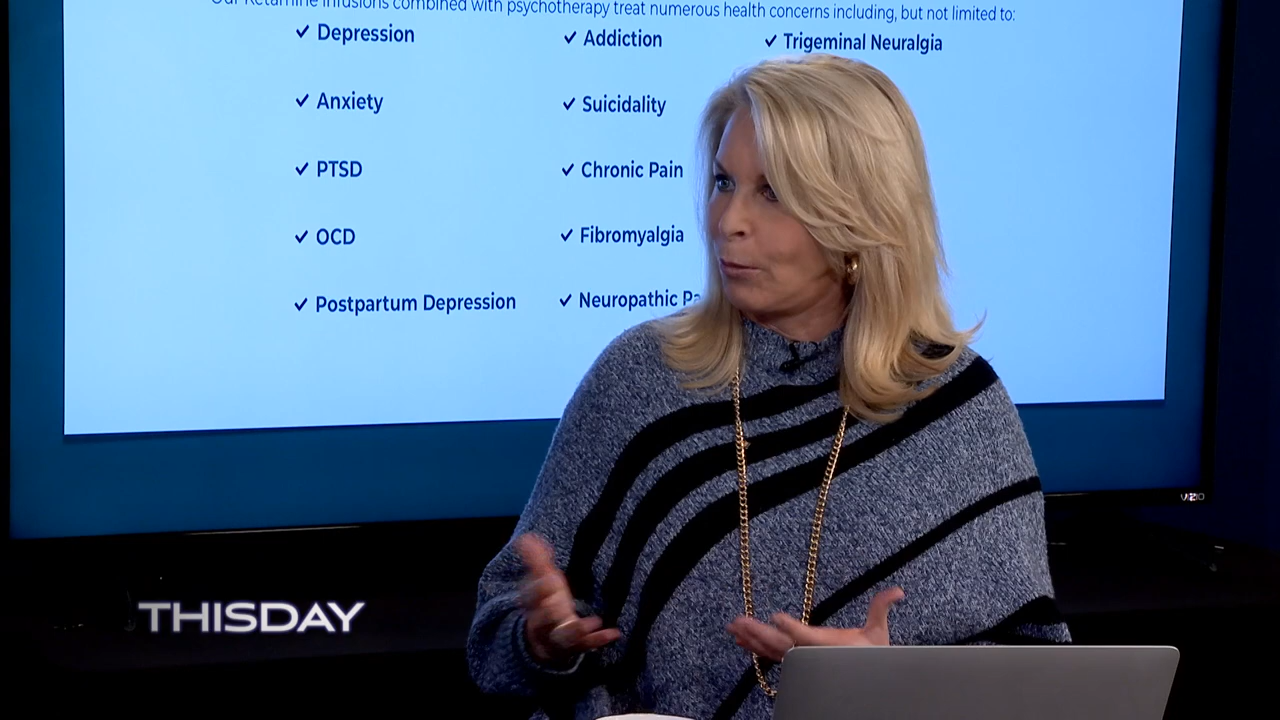 Our Ketamine infusions combined with psychotherapy treat numerous health concerns including, but not limited to:
✓ Depression
✓ Addiction
✓ Trigeminal Neuralgia
✓ Anxiety
✓ Suicidality
✓ PTSD
✓ Chronic Pain
✓ OCD
✓ Fibromyalgia
✓ Postpartum Depression
✓ Neuropathic Pa
THISDAY
VIZIO